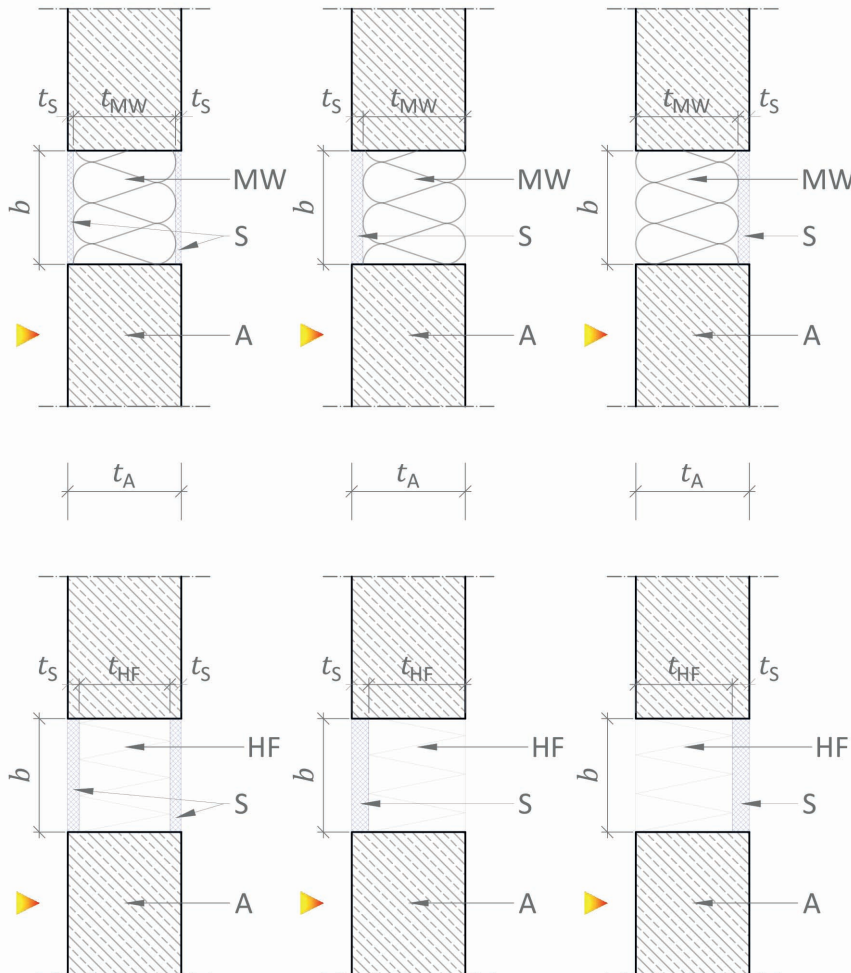 tS tMW tS tS tMW tMW tS
b MW b MW b MW
S S S
A A A
tA tA tA
tS tHF tS tS tHF tHF tS
b HF b HF b HF
S S S
A A A